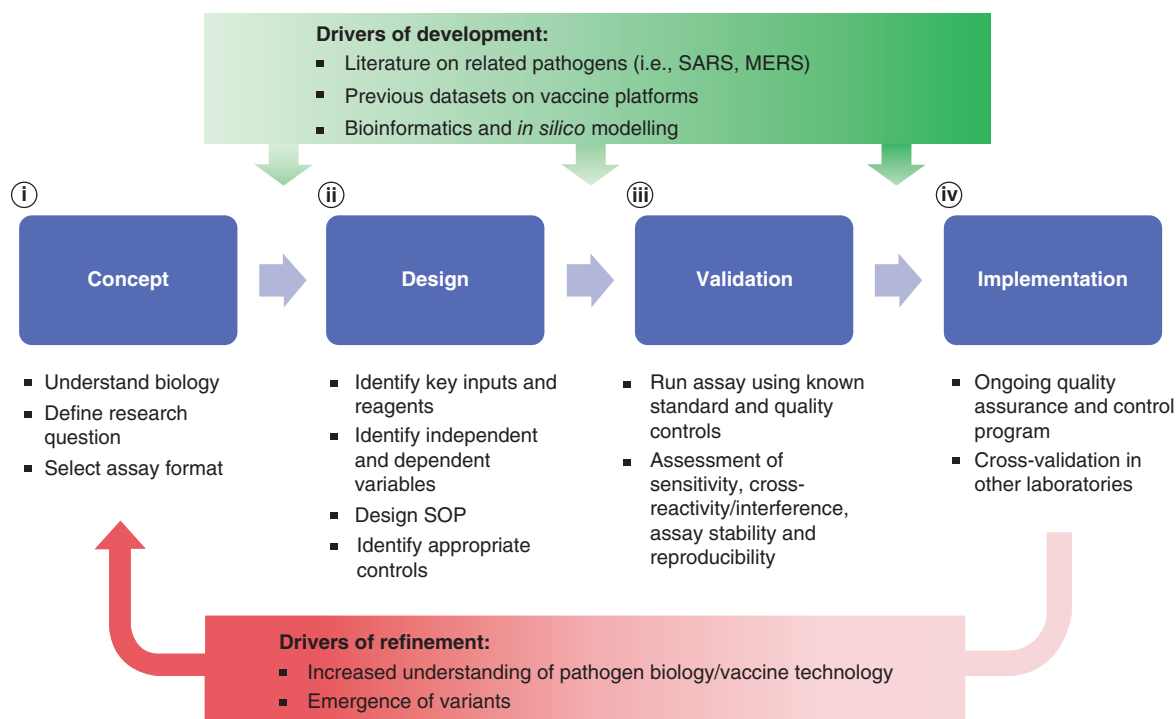 Drivers of development:
▪ Literature on related pathogens (i.e., SARS, MERS)
▪ Previous datasets on vaccine platforms
▪ Bioinformatics and in silico modelling
i
Concept
▪ Understand biology
▪ Define research
question
▪ Select assay format
ii
Design
▪ Identify key inputs and
reagents
▪ Identify independent
and dependent
variables
▪ Design SOP
▪ Identify appropriate
controls
iii
Validation
▪ Run assay using known
standard and quality
controls
▪ Assessment of
sensitivity, cross-
reactivity/interference,
assay stability and
reproducibility
iv
Implementation
▪ Ongoing quality
assurance and control
program
▪ Cross-validation in
other laboratories
Drivers of refinement:
▪ Increased understanding of pathogen biology/vaccine technology
▪ Emergence of variants